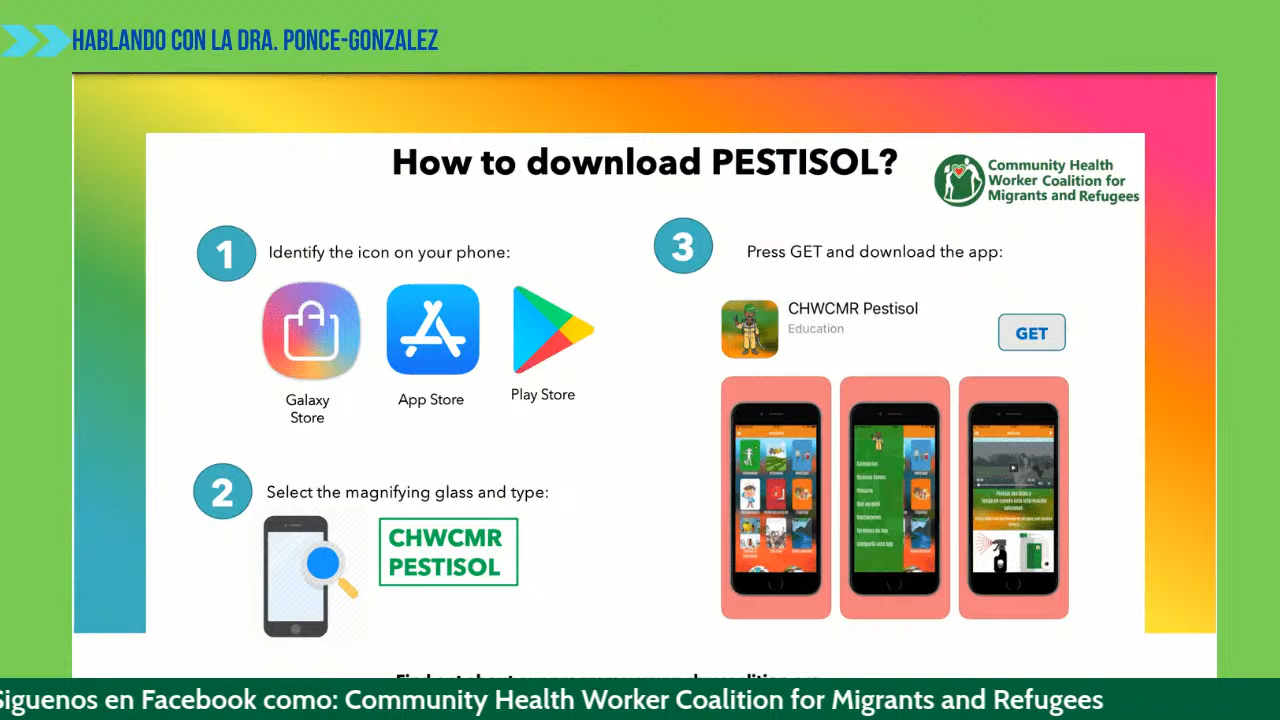 HABLANDO CON LA DRA. PONCE-GONZALEZ
How to download PESTISOL?
Community Health
Worker Coalition for
Migrants and Refugees
1
Identify the icon on your phone:
Galaxy
Store
App Store
Play Store
2
Select the magnifying glass and type:
CHWCMR
PESTISOL
3
Press GET and download the app:
CHWCMR Pestisol
Education
GET
Siguenos en Facebook como: Community Health Worker Coalition for Migrants and Refugees